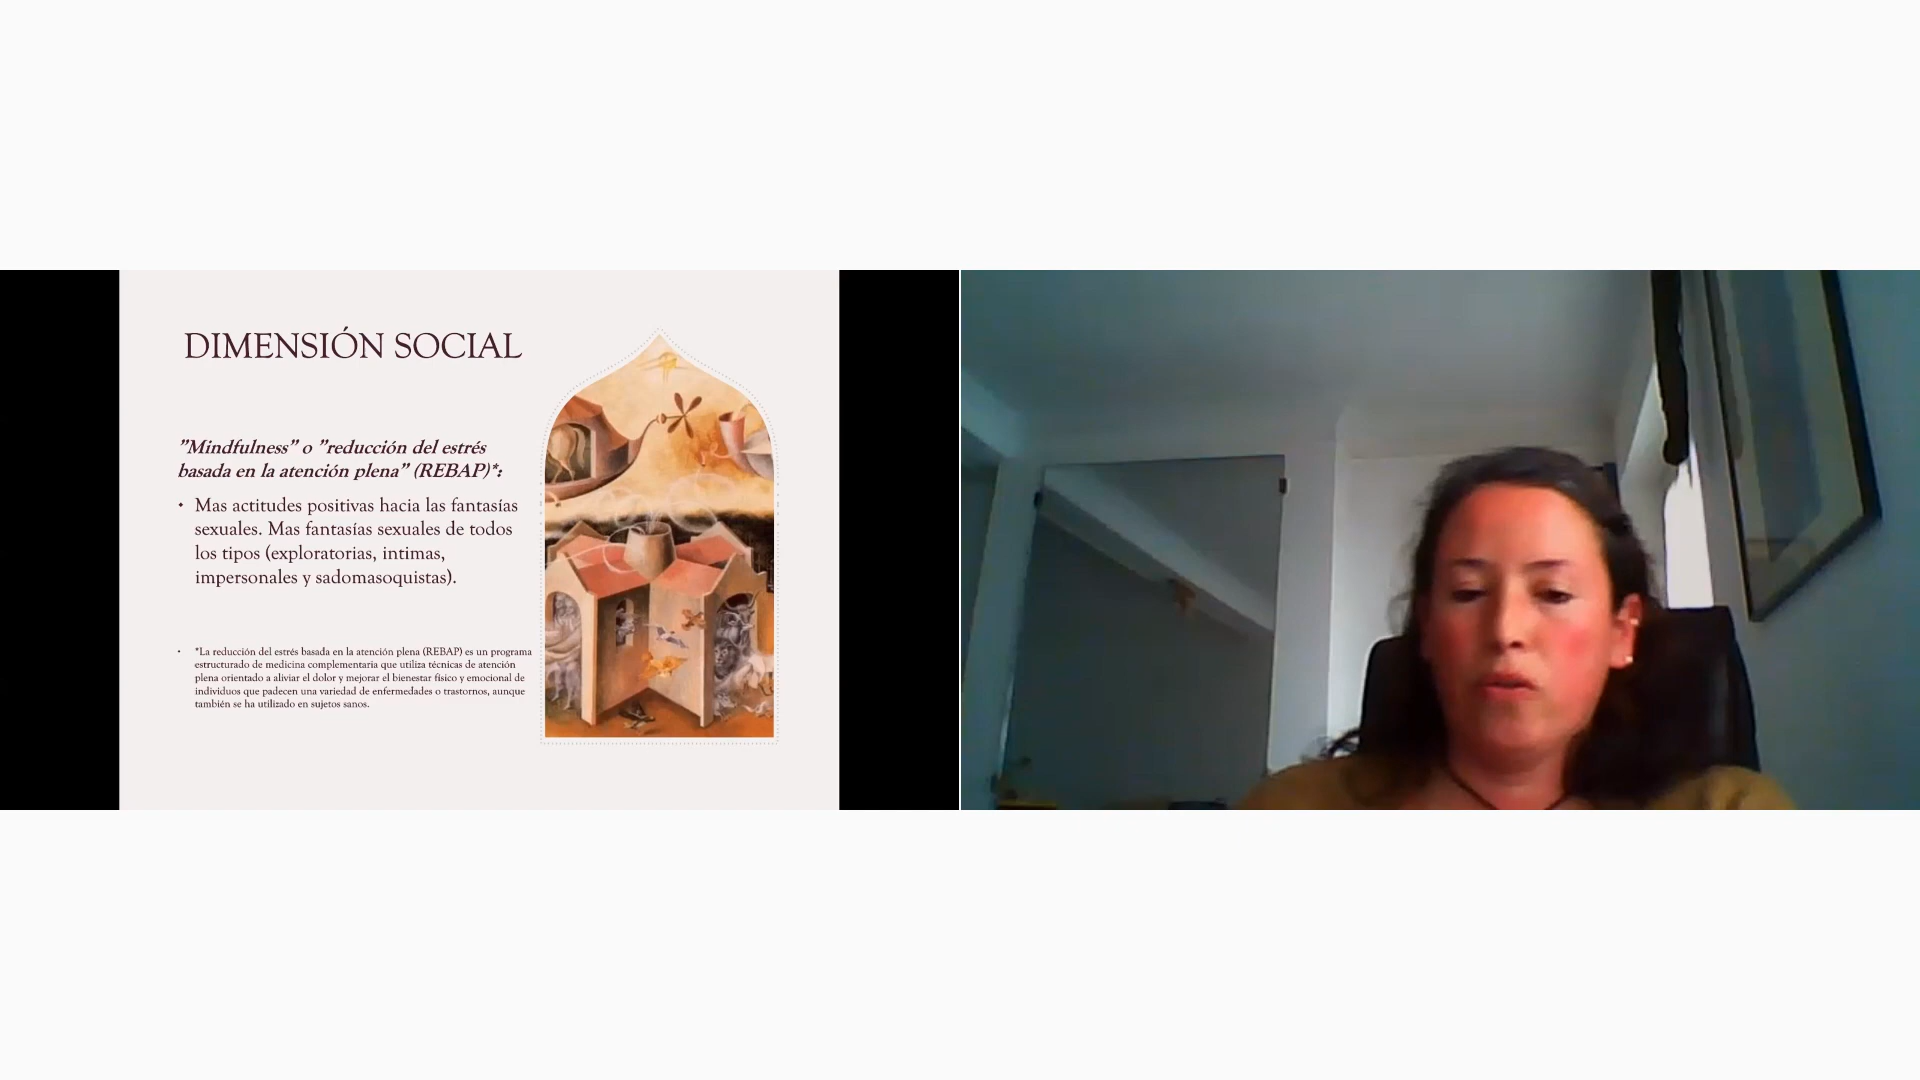 DIMENSIÓN SOCIAL
”Mindfulness” o ”reducción del estrés
basada en la atención plena” (REBAP)*:
• Mas actitudes positivas hacia las fantasías
sexuales. Mas fantasías sexuales de todos
los tipos (exploratorias, intimas,
impersonales y sadomasoquistas).
• *La reducción del estrés basada en la atención plena (REBAP) es un programa
estructurado de medicina complementaria que utiliza técnicas de atención
plena orientado a aliviar el dolor y mejorar el bienestar físico y emocional de
individuos que padecen una variedad de enfermedades o trastornos, aunque
también se ha utilizado en sujetos sanos.